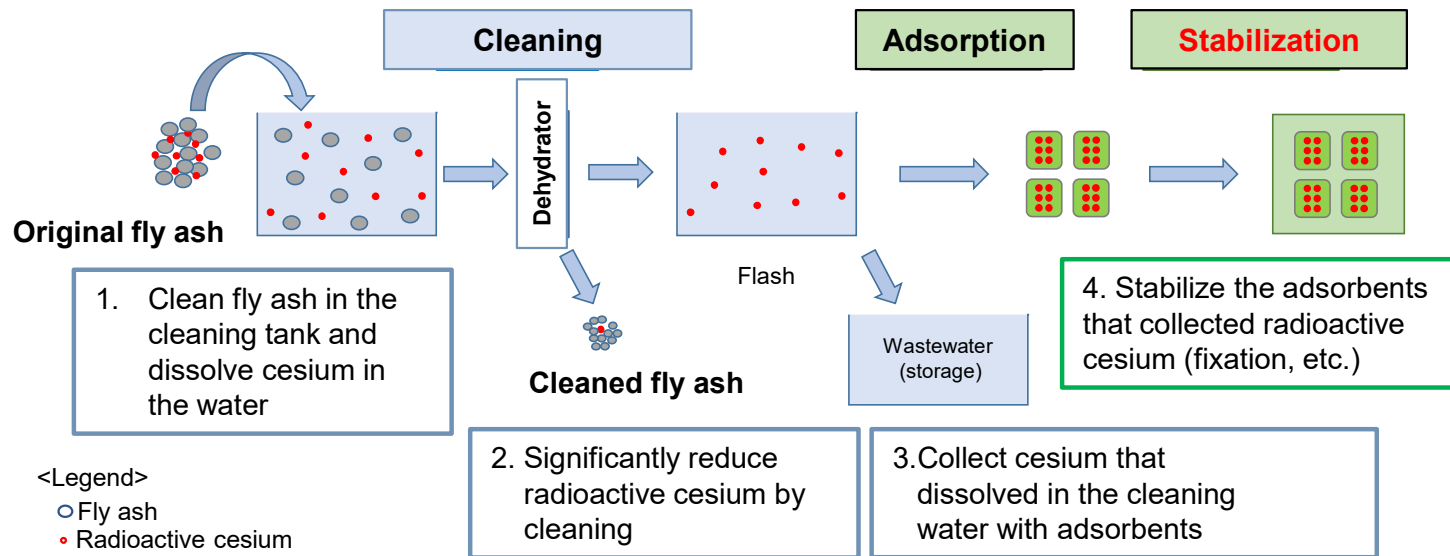 Cleaning
Adsorption
Stabilization
Dehydrator
Original fly ash
Flash
1. Clean fly ash in the
cleaning tank and
dissolve cesium in
the water
Cleaned fly ash
Wastewater
(storage)
4. Stabilize the adsorbents
that collected radioactive
cesium (fixation, etc.)
2. Significantly reduce
radioactive cesium by
cleaning
3.Collect cesium that
dissolved in the cleaning
water with adsorbents
<Legend>
Fly ash
Radioactive cesium